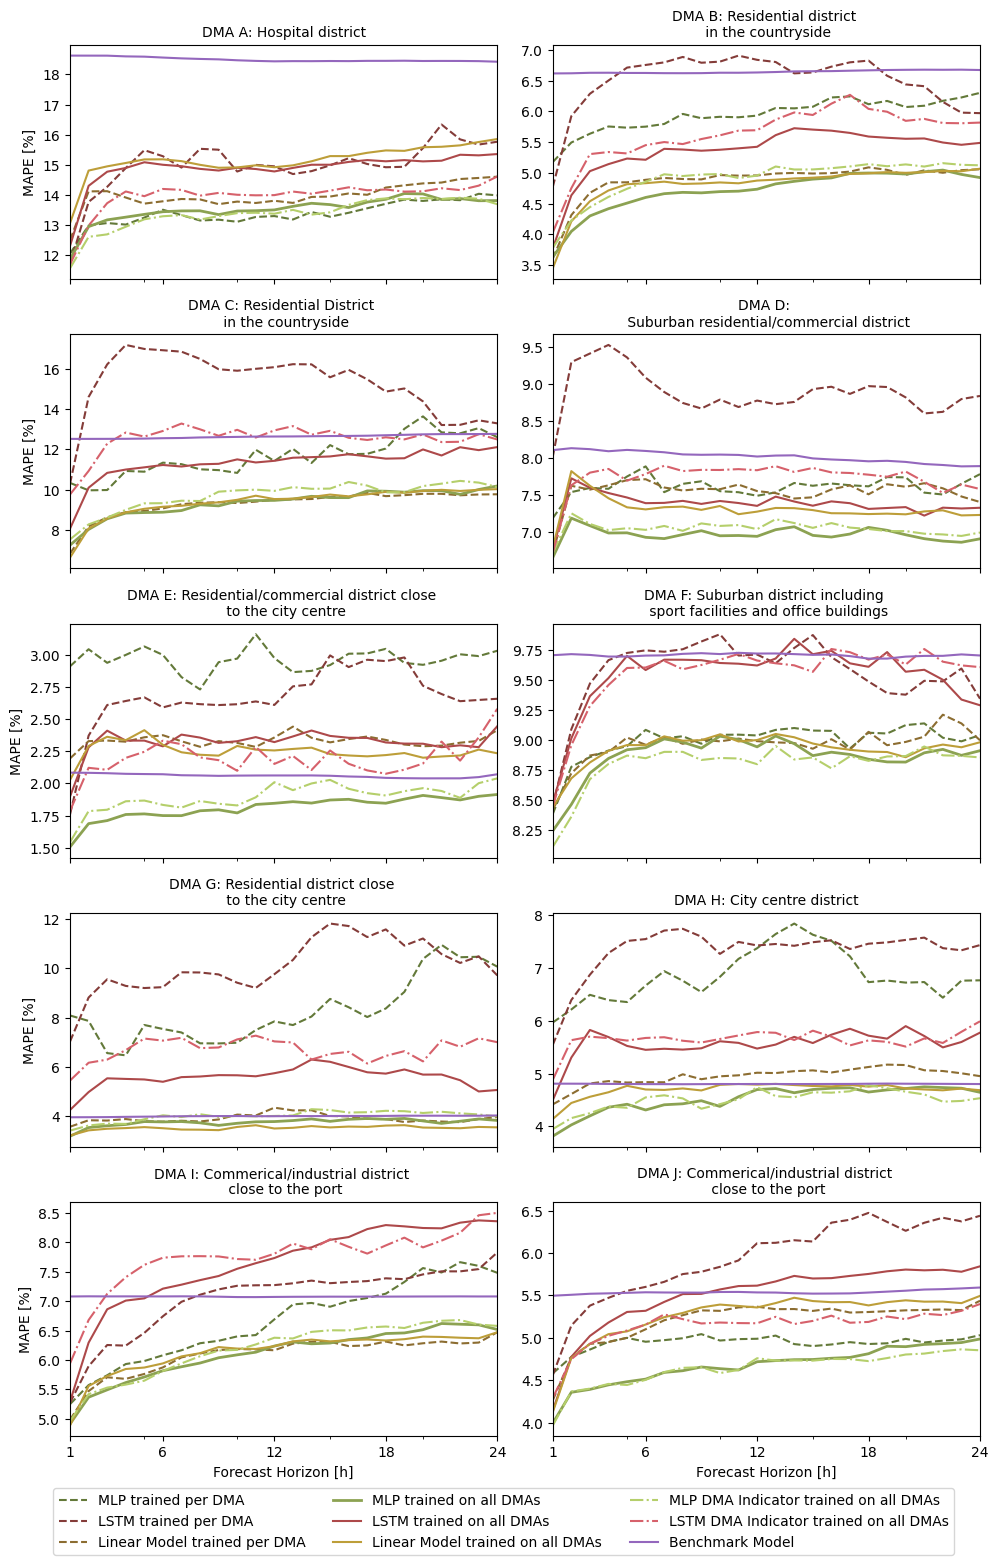 DMA A: Hospital district
MAPE [%]
18
17
16
15
14
13
12
DMA B: Residential district
in the countryside
7.0
6.5
6.0
5.5
5.0
4.5
4.0
3.5
DMA C: Residential District
in the countryside
MAPE [%]
16
14
12
10
8
DMA D:
Suburban residential/commercial district
9.5
9.0
8.5
8.0
7.5
7.0
DMA E: Residential/commercial district close
to the city centre
MAPE [%]
3.00
2.75
2.50
2.25
2.00
1.75
1.50
DMA F: Suburban district including
sport facilities and office buildings
9.75
9.50
9.25
9.00
8.75
8.50
8.25
DMA G: Residential district close
to the city centre
MAPE [%]
12
10
8
6
4
DMA H: City centre district
8
7
6
5
4
DMA I: Commerical/industrial district
close to the port
MAPE [%]
8.5
8.0
7.5
7.0
6.5
6.0
5.5
5.0
1 6 12 18 24
Forecast Horizon [h]
DMA J: Commerical/industrial district
close to the port
6.5
6.0
5.5
5.0
4.5
4.0
1 6 12 18 24
Forecast Horizon [h]
MLP trained per DMA
LSTM trained per DMA
Linear Model trained per DMA
MLP trained on all DMAs
LSTM trained on all DMAs
Linear Model trained on all DMAs
MLP DMA Indicator trained on all DMAs
LSTM DMA Indicator trained on all DMAs
Benchmark Model